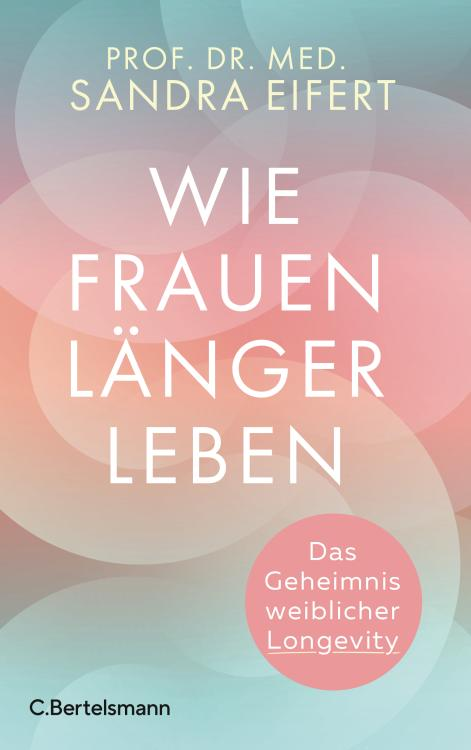 PROF. DR. MED.
SANDRA EIFERT
WIE
FRAUEN
LÄNGER
LEBEN
Das
Geheimnis
weiblicher
Longevity
C.Bertelsmann